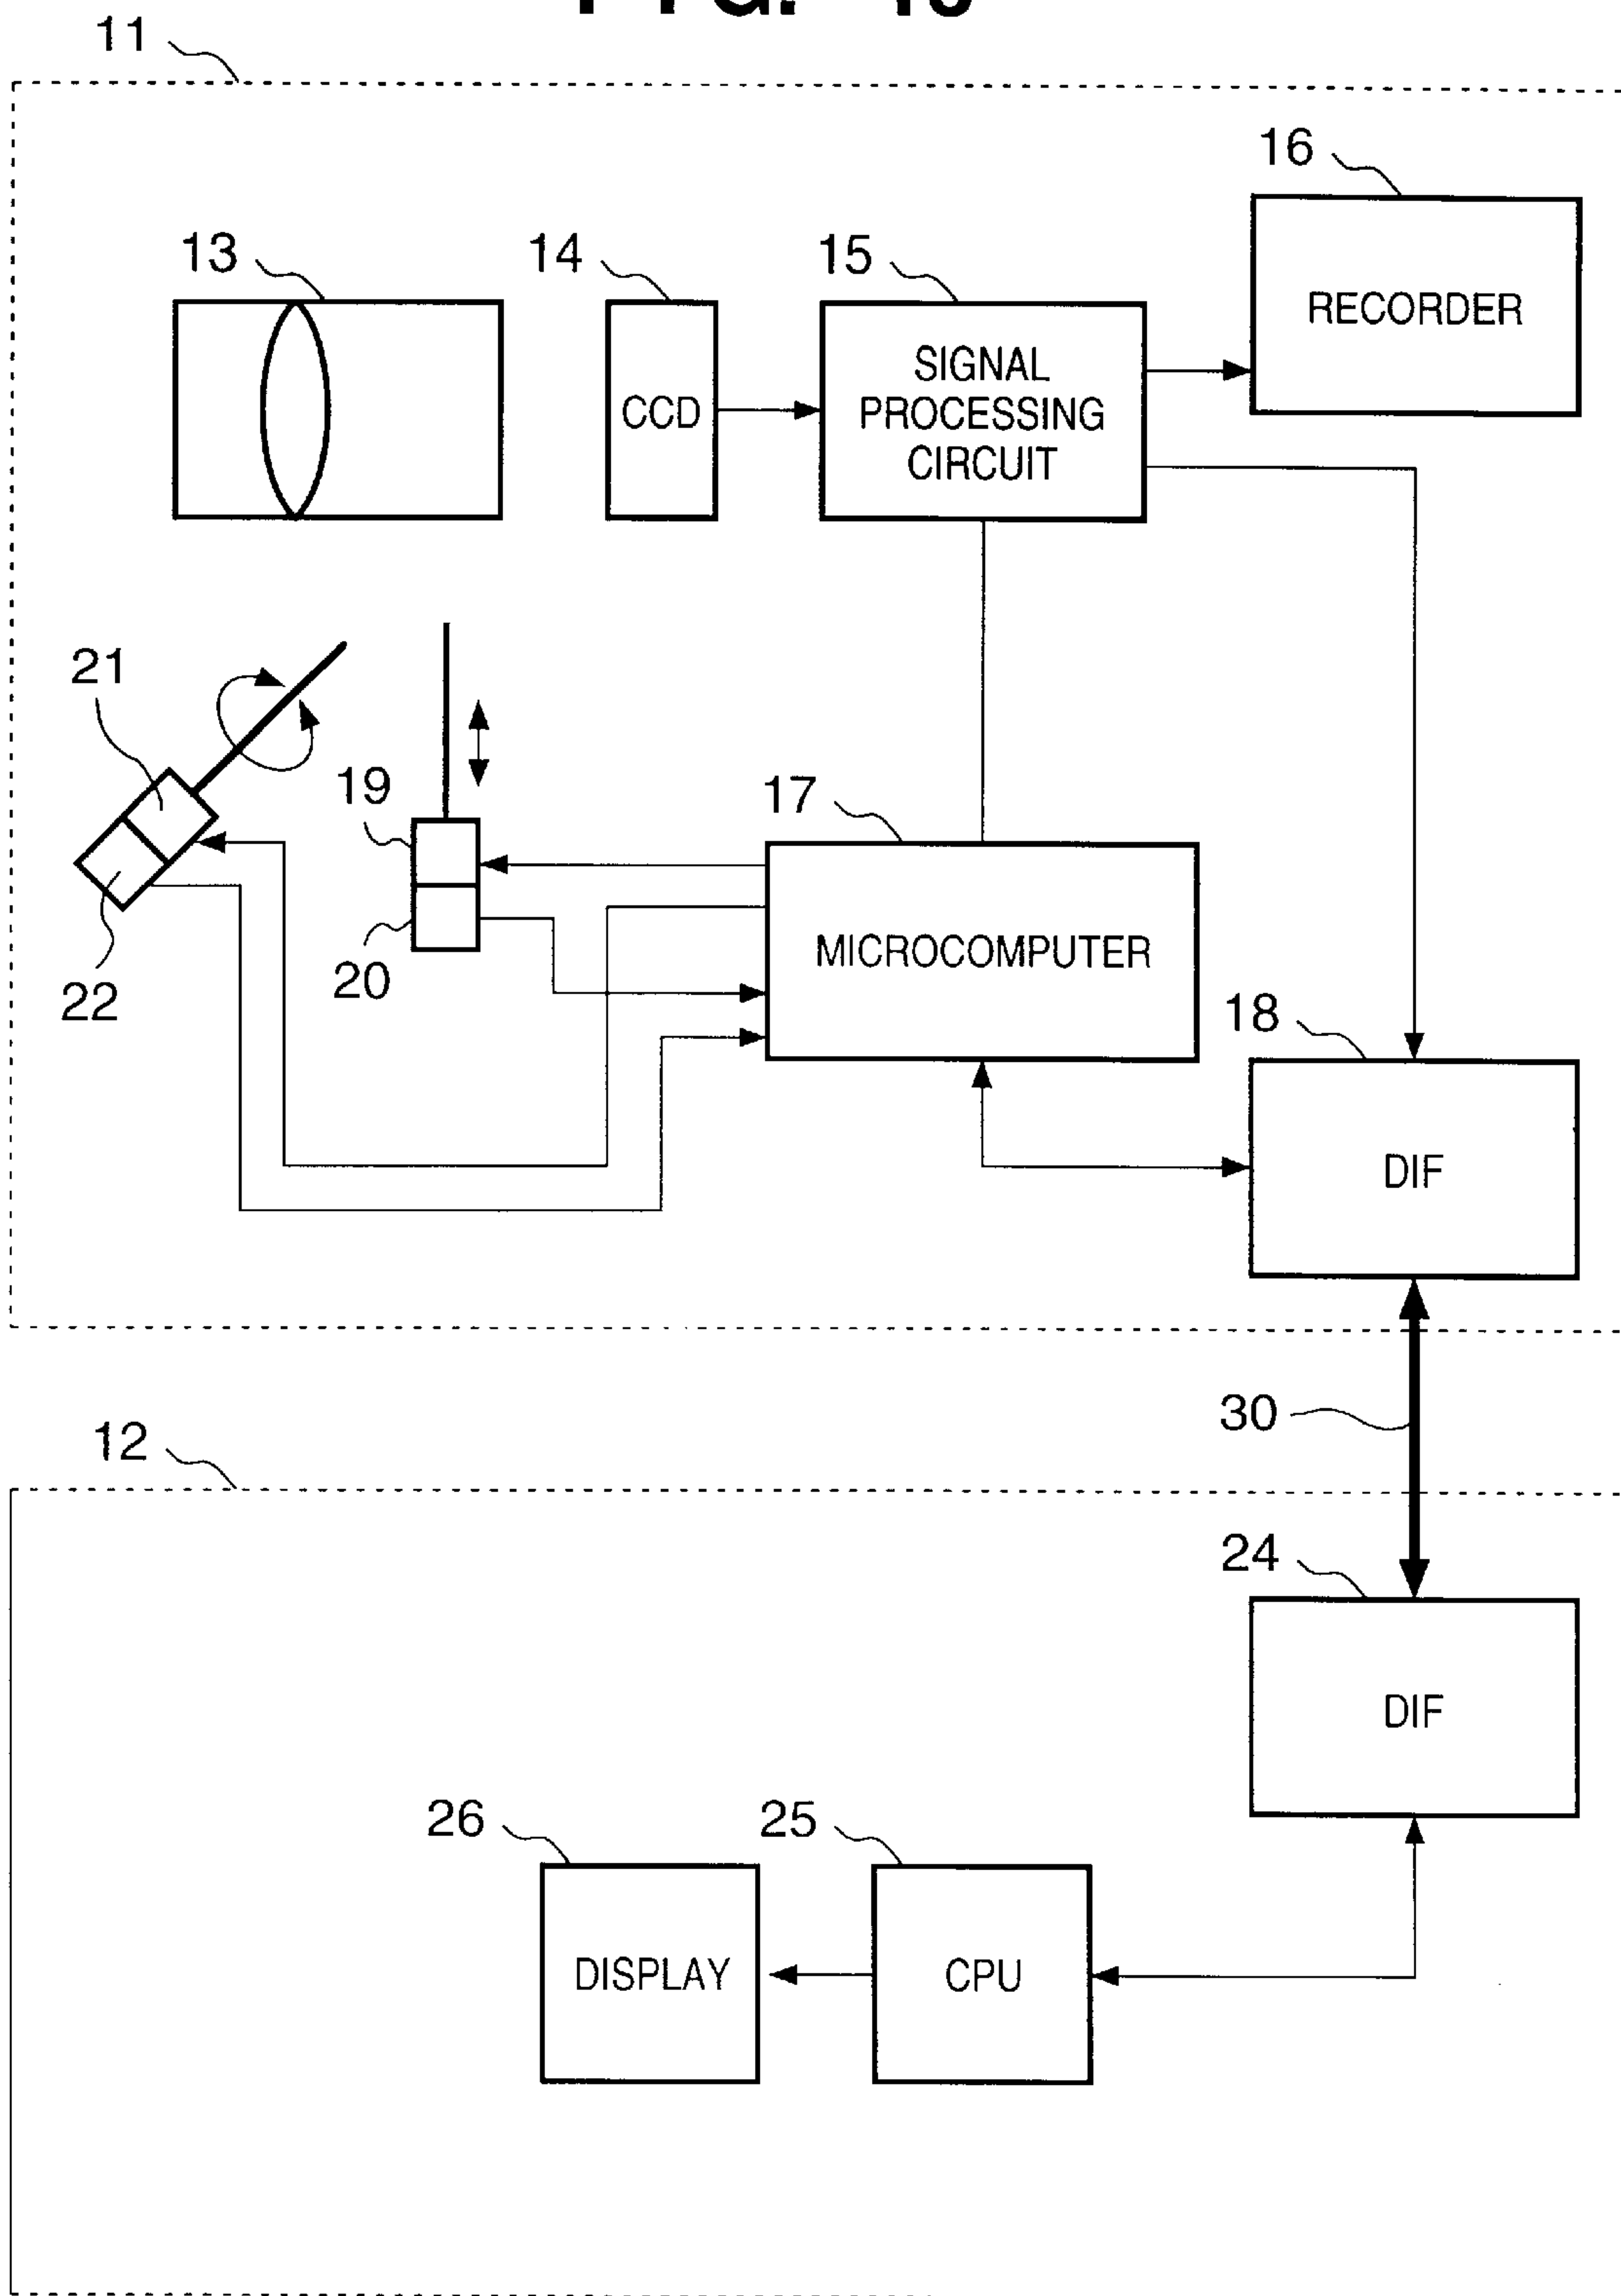 11
16
13
14
15
RECORDER
SIGNAL
PROCESSING
CIRCUIT
CCD
21
19
17
MICROCOMPUTER
20
22
18
DIF
30
12
24
DIF
26
25
DISPLAY
CPU